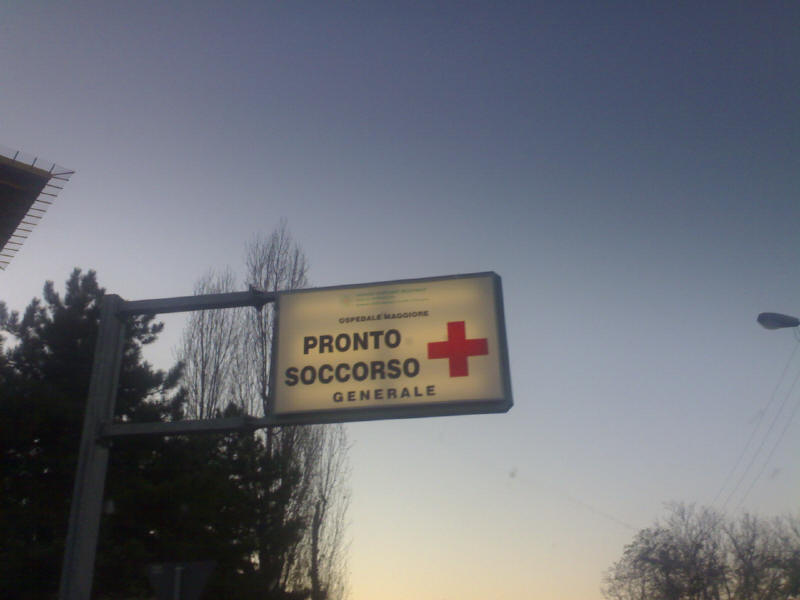 OSPEDALE MAGGIORE
PRONTO
SOCCORSO
GENERALE